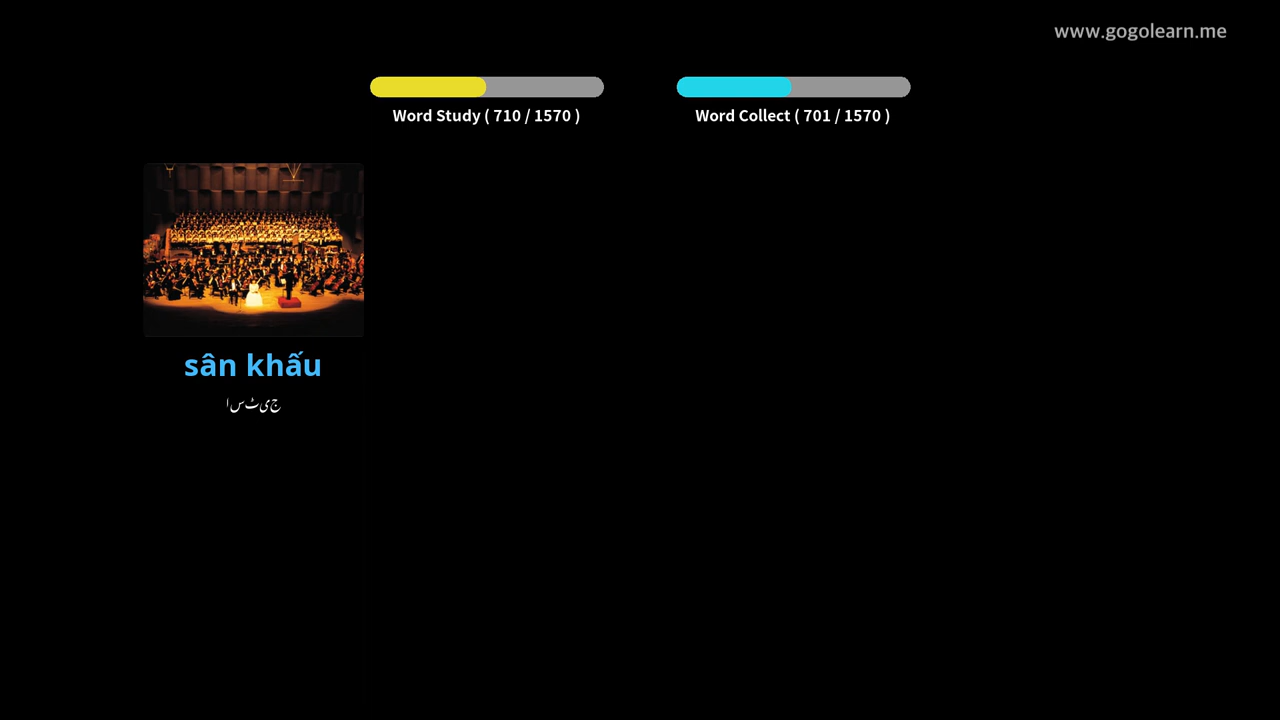 www.gogolearn.me
Word Study ( 710 / 1570 )
Word Collect ( 701 / 1570 )
sân khấu
اسٹیج